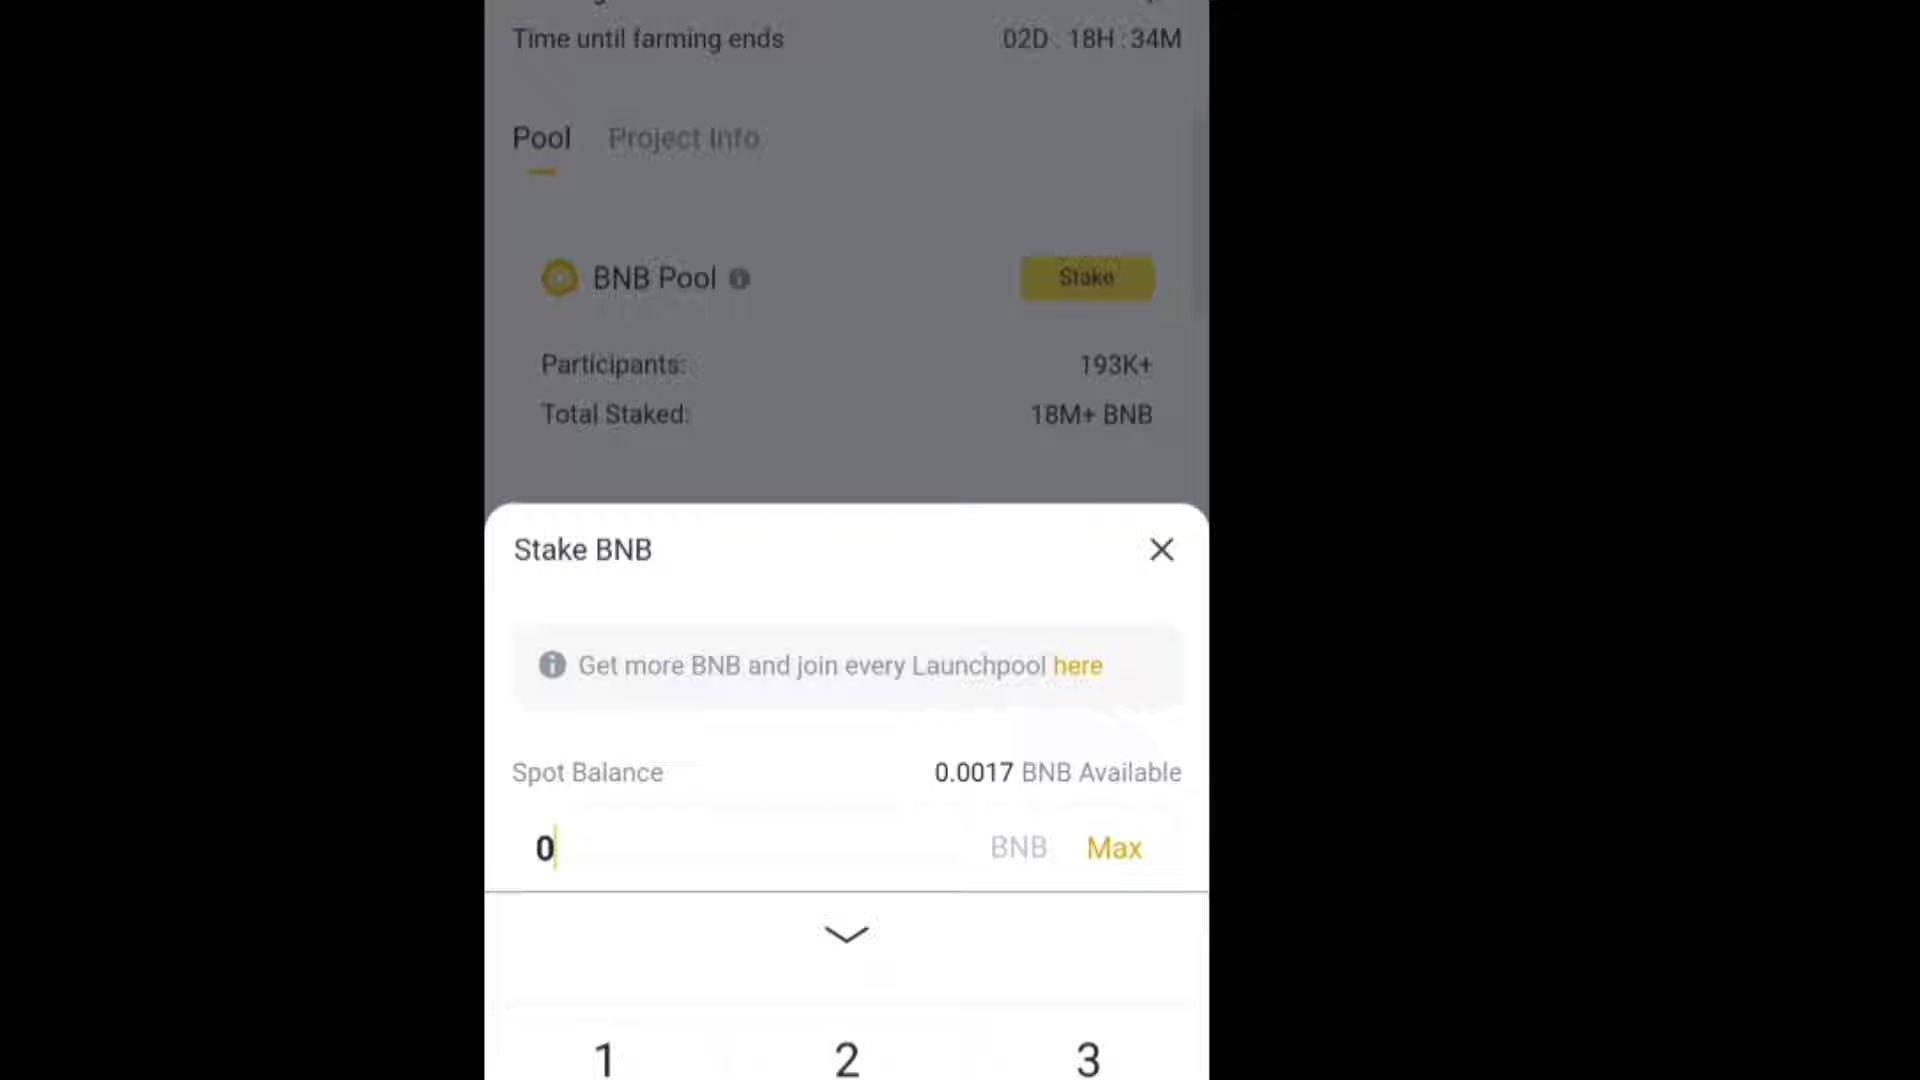 Time until farming ends 02D : 18H : 34M
Pool Project Info
BNB Pool Stake
Participants: 193K+
Total Staked: 18M+ BNB
Stake BNB
Get more BNB and join every Launchpool here
Spot Balance 0.0017 BNB Available
0 BNB Max
1 2 3